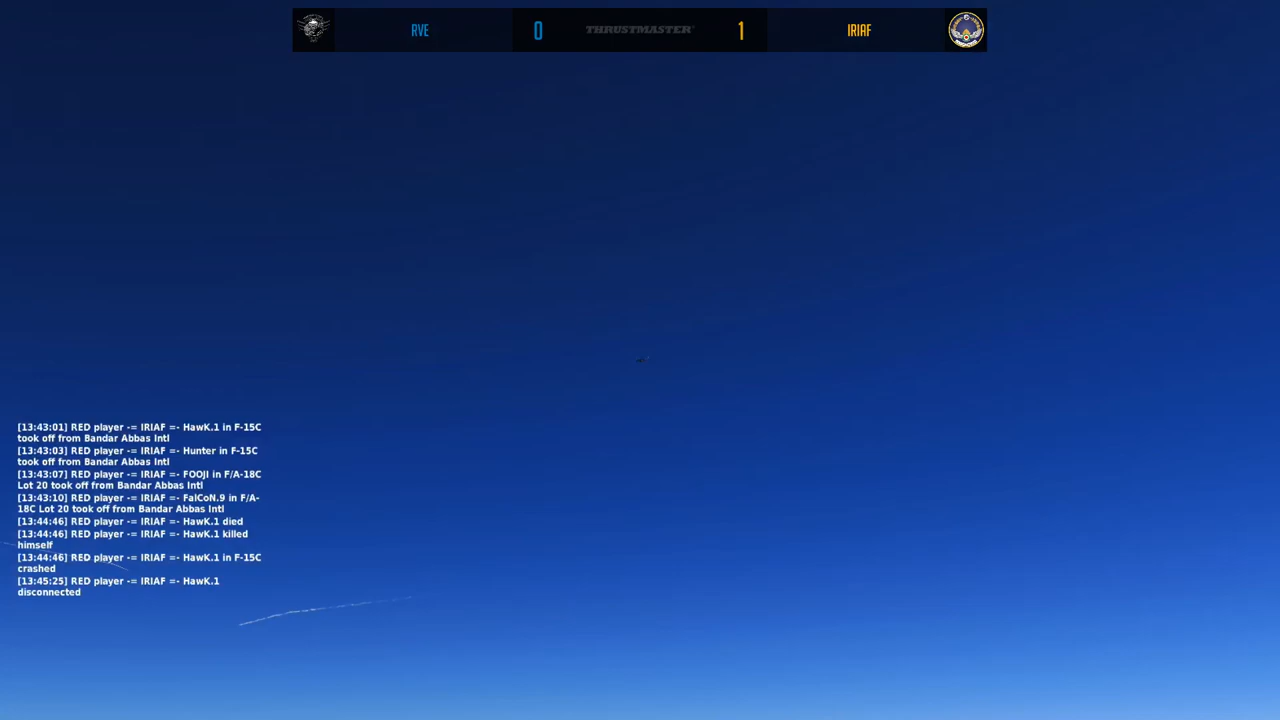 RVE 0 THRUSTMASTER 1 IRIAF
[13:43:01] RED player -= IRIAF =- HawK.1 in F-15C
took off from Bandar Abbas Intl
[13:43:03] RED player -= IRIAF =- Hunter in F-15C
took off from Bandar Abbas Intl
[13:43:07] RED player -= IRIAF =- FOOJI in F/A-18C
Lot 20 took off from Bandar Abbas Intl
[13:43:10] RED player -= IRIAF =- FalCoN.9 in F/A-
18C Lot 20 took off from Bandar Abbas Intl
[13:44:46] RED player -= IRIAF =- HawK.1 died
[13:44:46] RED player -= IRIAF =- HawK.1 killed
himself
[13:44:46] RED player -= IRIAF =- HawK.1 in F-15C
crashed
[13:45:25] RED player -= IRIAF =- HawK.1
disconnected